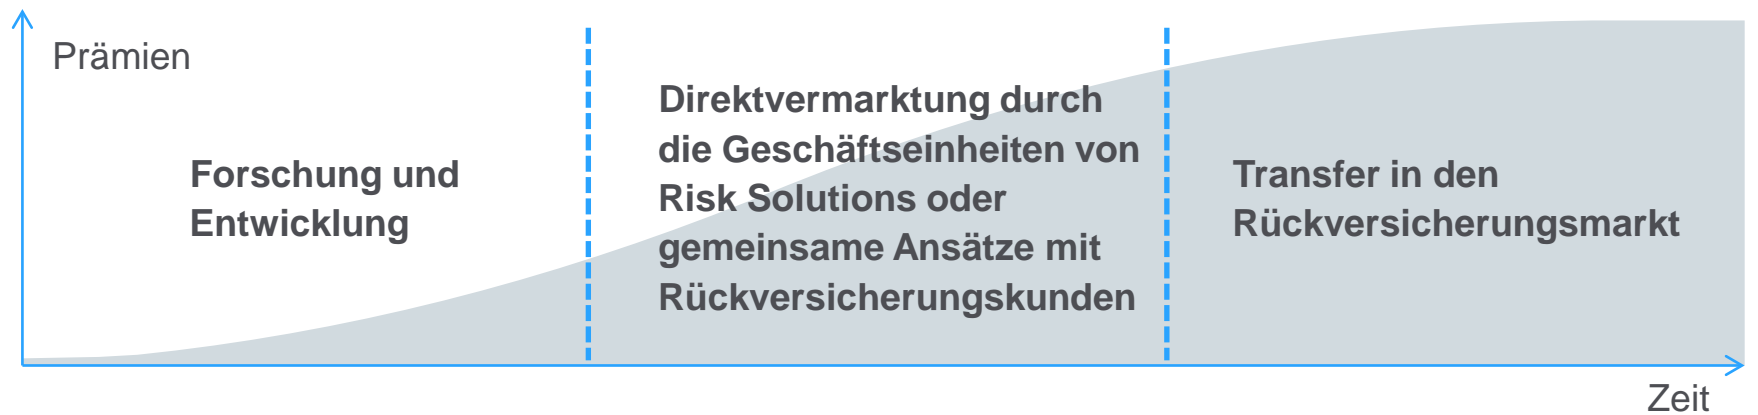 Prämien
Forschung und
Entwicklung
Direktvermarktung durch
die Geschäftseinheiten von
Risk Solutions oder
gemeinsame Ansätze mit
Rückversicherungskunden
Transfer in den
Rückversicherungsmarkt
Zeit